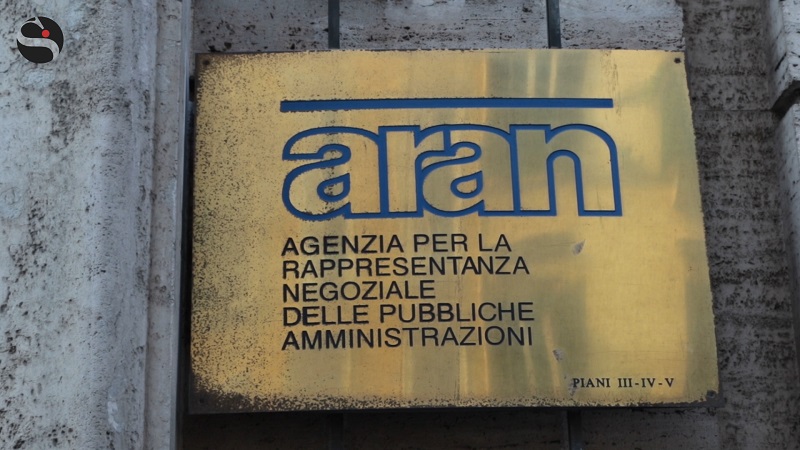 aran
AGENZIA PER LA
RAPPRESENTANZA
NEGOZIALE
DELLE PUBBLICHE
AMMINISTRAZIONI
PIANI III-IV-V